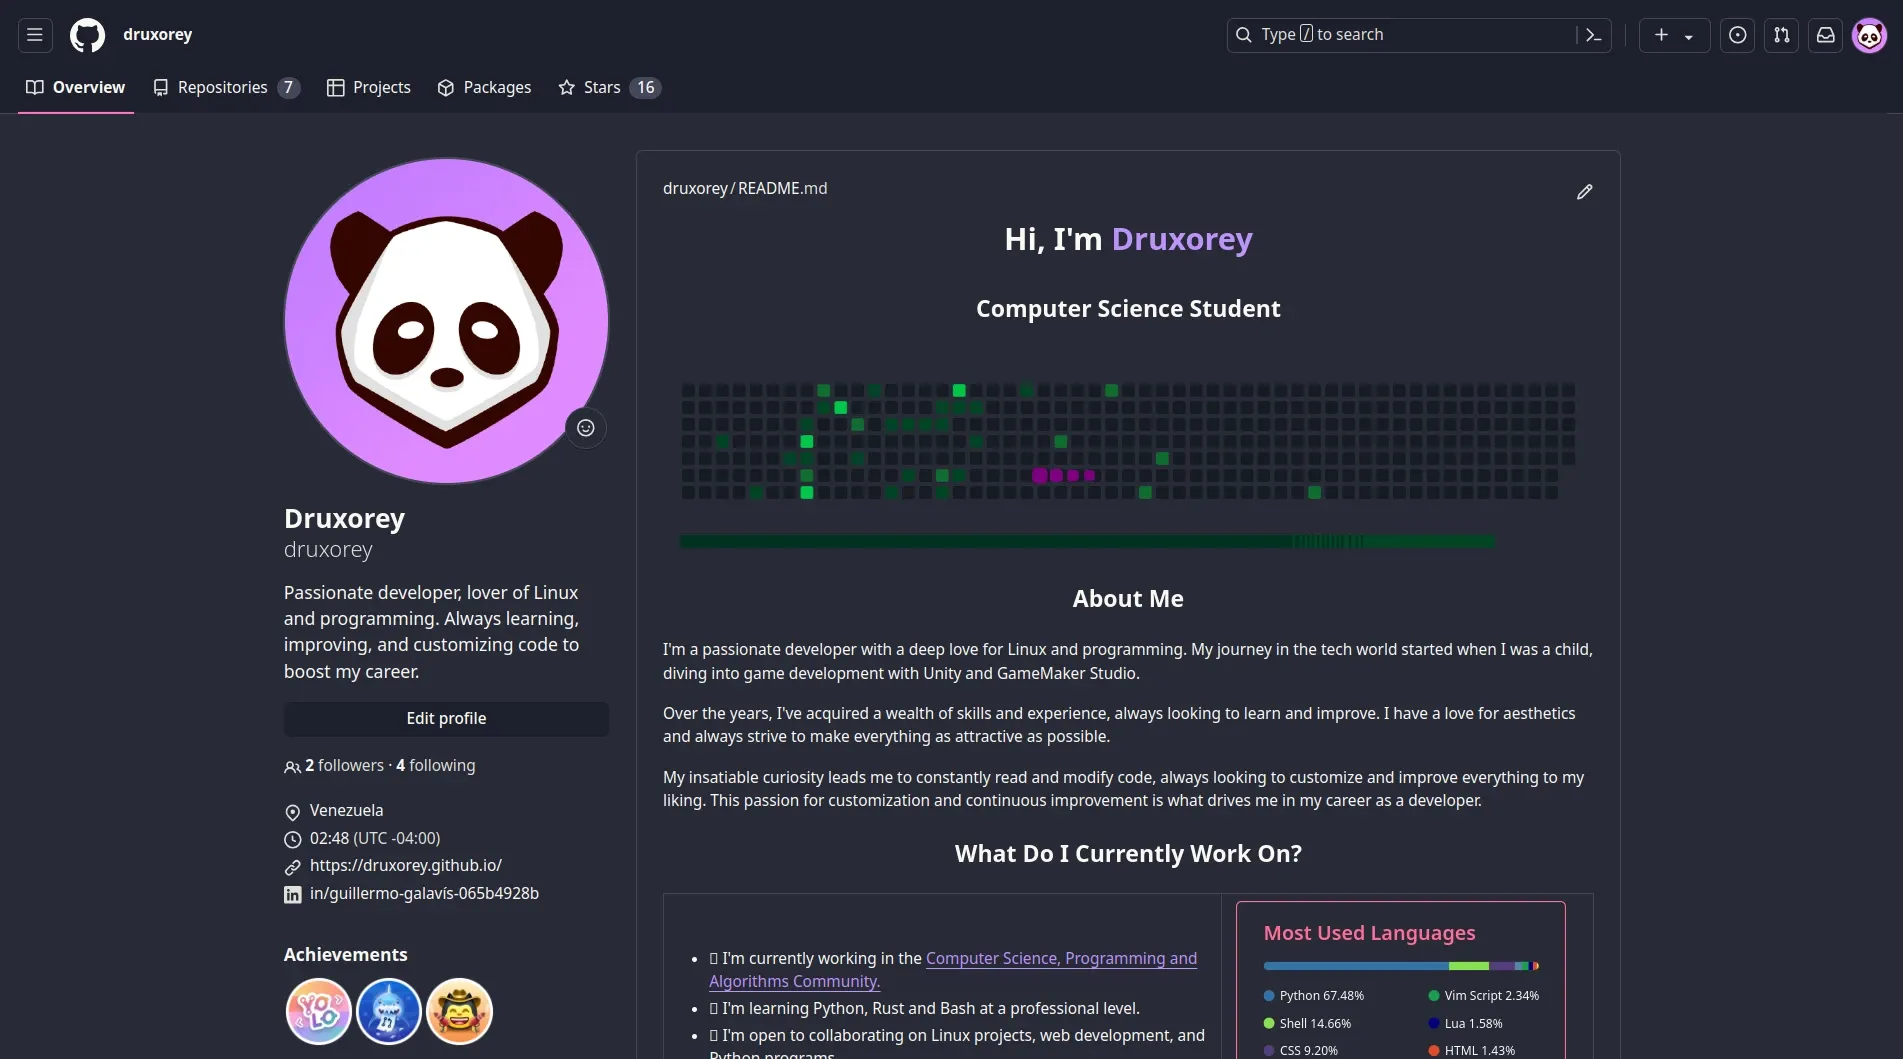 druxorey
Type / to search
Overview
Repositories 7
Projects
Packages
Stars 16
Druxorey
druxorey
Passionate developer, lover of Linux
and programming. Always learning,
improving, and customizing code to
boost my career.
Edit profile
2 followers · 4 following
Venezuela
02:48 (UTC -04:00)
https://druxorey.github.io/
in/guillermo-galavís-065b4928b
Achievements
YOLO
druxorey/README.md
Hi, I'm Druxorey
Computer Science Student
About Me
I'm a passionate developer with a deep love for Linux and programming. My journey in the tech world started when I was a child,
diving into game development with Unity and GameMaker Studio.
Over the years, I've acquired a wealth of skills and experience, always looking to learn and improve. I have a love for aesthetics
and always strive to make everything as attractive as possible.
My insatiable curiosity leads me to constantly read and modify code, always looking to customize and improve everything to my
liking. This passion for customization and continuous improvement is what drives me in my career as a developer.
What Do I Currently Work On?
I'm currently working in the Computer Science, Programming and
Algorithms Community.
I'm learning Python, Rust and Bash at a professional level.
I'm open to collaborating on Linux projects, web development, and
Python programs.
Most Used Languages
Python 67.48%
Shell 14.66%
CSS 9.20%
Vim Script 2.34%
Lua 1.58%
HTML 1.43%